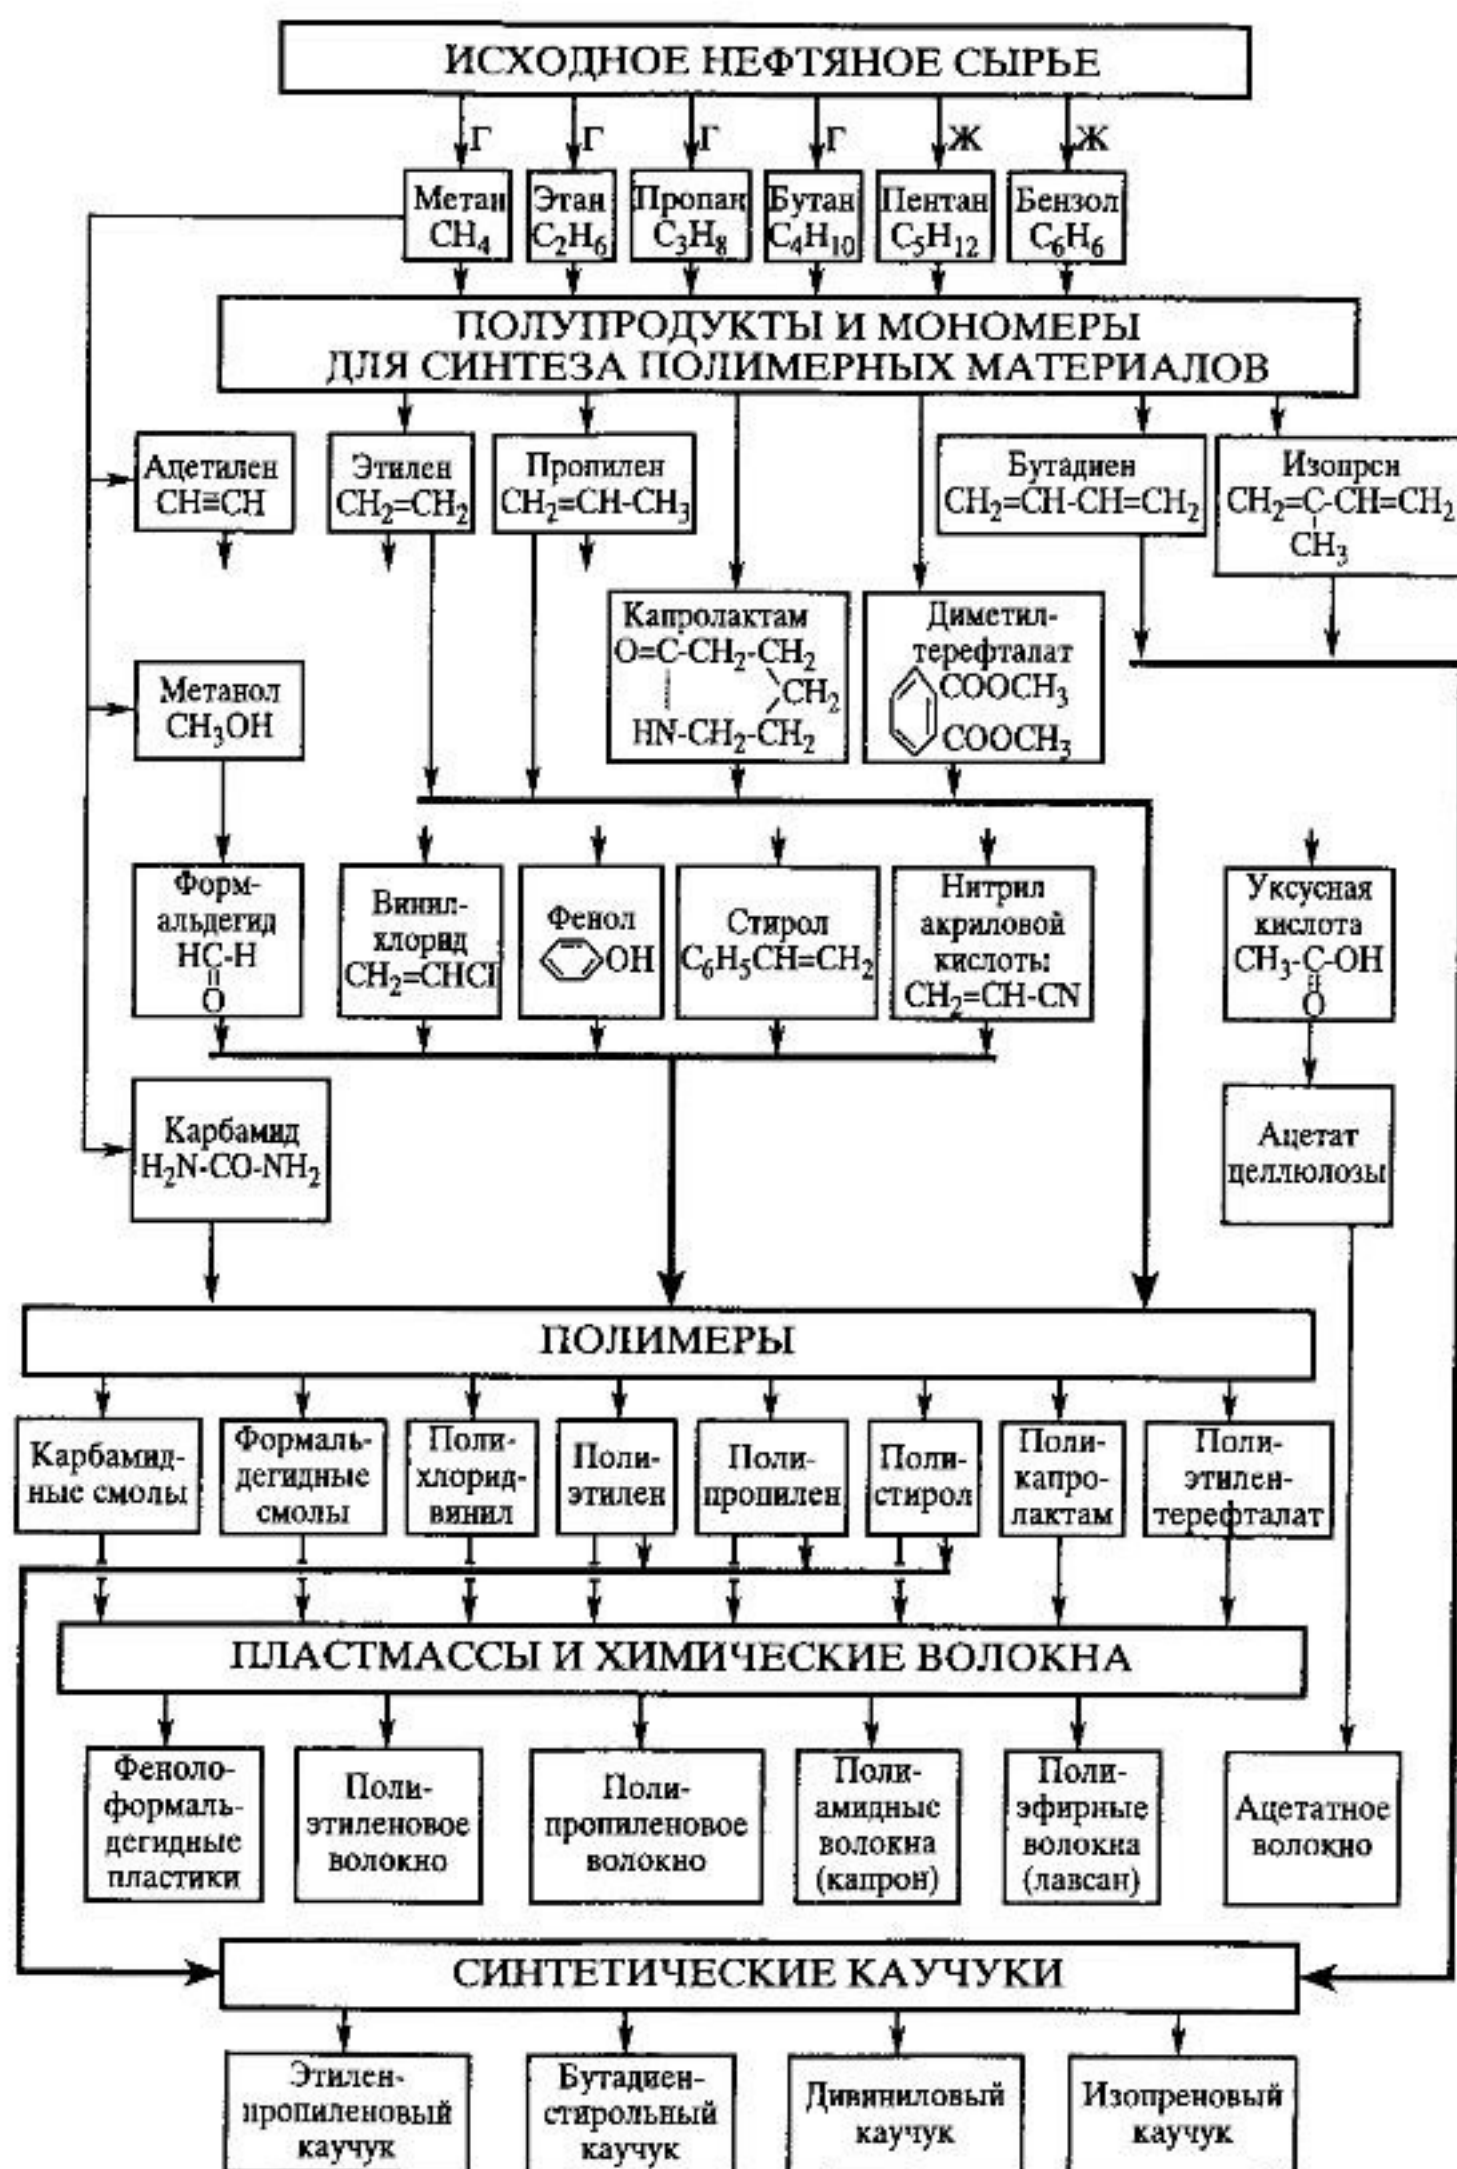 ИСХОДНОЕ НЕФТЯНОЕ СЫРЬЕ
Г
Г
Г
Г
Ж
Ж
Метан
CH4
Этан
C2H6
Пропан
C3H8
Бутан
C4H10
Пентан
C5H12
Бензол
C6H6
ПОЛУПРОДУКТЫ И МОНОМЕРЫ
ДЛЯ СИНТЕЗА ПОЛИМЕРНЫХ МАТЕРИАЛОВ
Ацетилен
CH≡CH
Этилен
CH2=CH2
Пропилен
CH2=CH-CH3
Бутадиен
CH2=CH-CH=CH2
Изопрен
CH2=C-CH=CH2
CH3
Капролактам
O=C-CH2-CH2
CH2
HN-CH2-CH2
Диметил-
терефталат
COOCH3
COOCH3
Метанол
CH3OH
Форм-
альдегид
HC-H
O
Винил-
хлорид
CH2=CHCl
Фенол
OH
Стирол
C6H5CH=CH2
Нитрил
акриловой
кислоты
CH2=CH-CN
Уксусная
кислота
CH3-C-OH
O
Карбамид
H2N-CO-NH2
Ацетат
целлюлозы
ПОЛИМЕРЫ
Карбамид-
ные смолы
Формаль-
дегидные
смолы
Поли-
хлорид-
винил
Поли-
этилен
Поли-
пропилен
Поли-
стирол
Поли-
капро-
лактам
Поли-
этилен-
терефталат
ПЛАСТМАССЫ И ХИМИЧЕСКИЕ ВОЛОКНА
Феноло-
формаль-
дегидные
пластики
Поли-
этиленовое
волокно
Поли-
пропиленовое
волокно
Поли-
амидные
волокна
(капрон)
Поли-
эфирные
волокна
(лавсан)
Ацетатное
волокно
СИНТЕТИЧЕСКИЕ КАУЧУКИ
Этилен-
пропиленовый
каучук
Бутадиен-
стирольный
каучук
Дивиниловый
каучук
Изопреновый
каучук